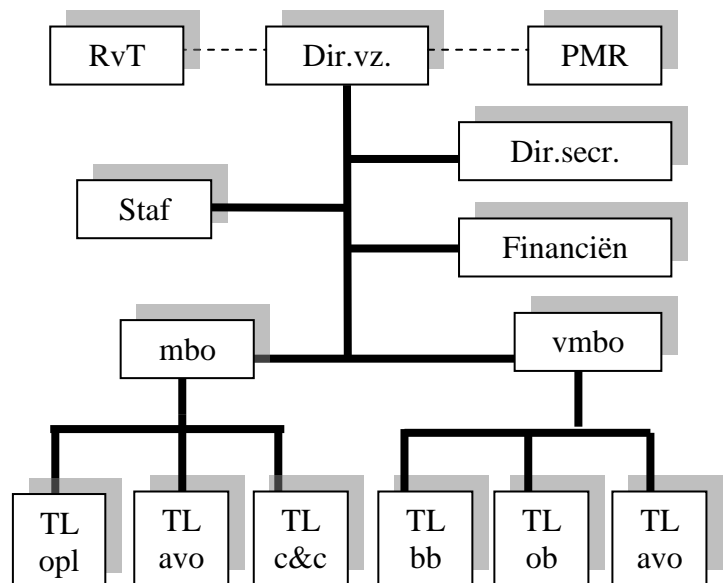 RvT
Dir.vz.
PMR
Dir.secr.
Staf
Financiën
mbo
vmbo
TL
opl
TL
avo
TL
c&c
TL
bb
TL
ob
TL
avo